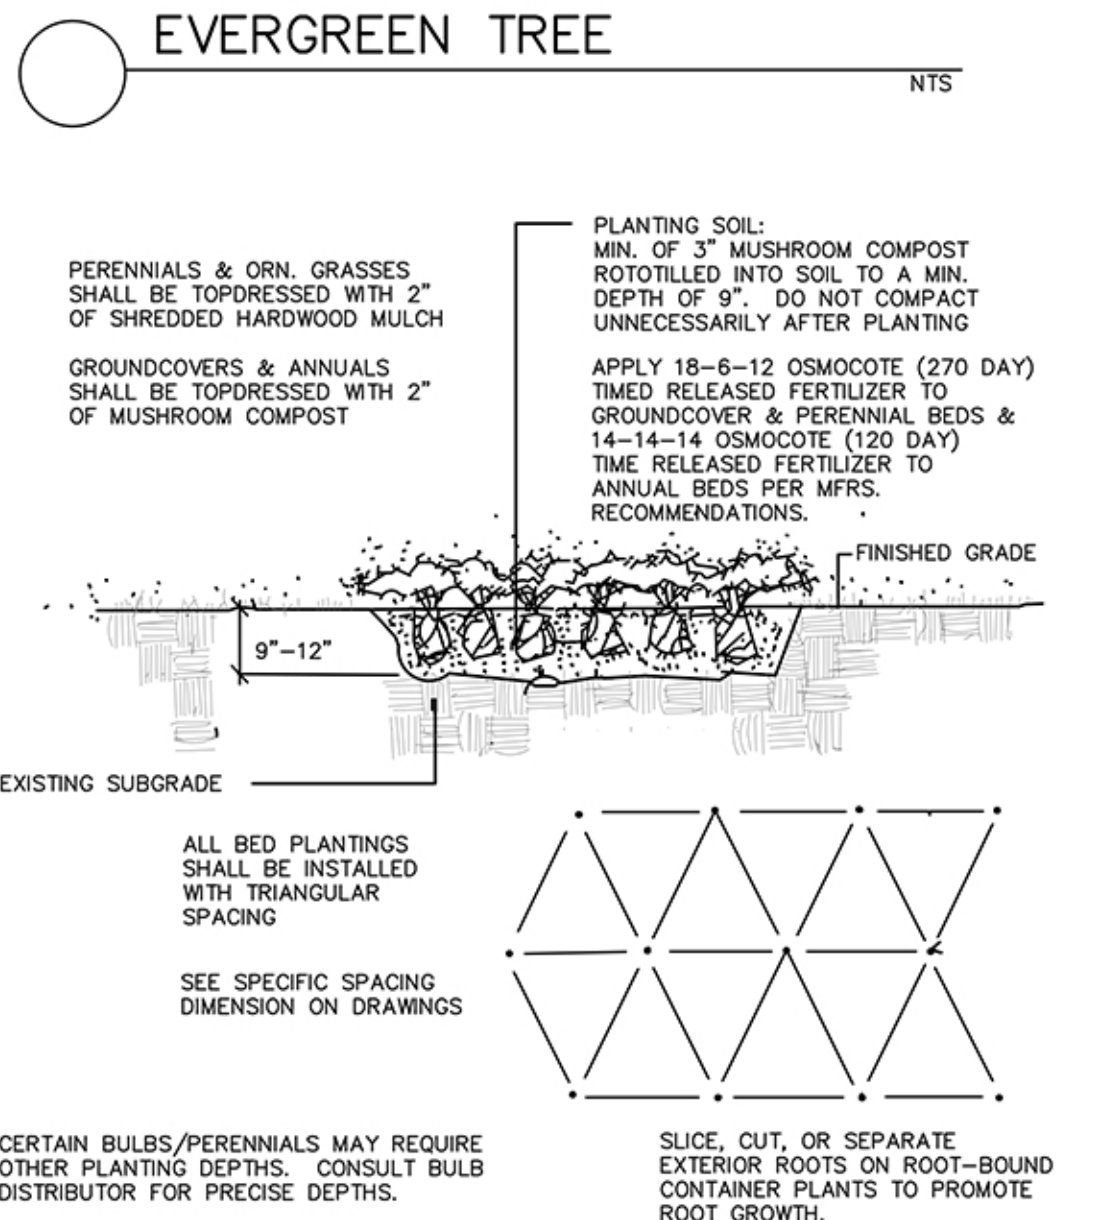 EVERGREEN TREE
NTS
PERENNIALS & ORN. GRASSES
SHALL BE TOPDRESSED WITH 2"
OF SHREDDED HARDWOOD MULCH
GROUNDCOVERS & ANNUALS
SHALL BE TOPDRESSED WITH 2"
OF MUSHROOM COMPOST
PLANTING SOIL:
MIN. OF 3" MUSHROOM COMPOST
ROTOTILLED INTO SOIL TO A MIN.
DEPTH OF 9". DO NOT COMPACT
UNNECESSARILY AFTER PLANTING
APPLY 18-6-12 OSMOCOTE (270 DAY)
TIMED RELEASED FERTILIZER TO
GROUNDCOVER & PERENNIAL BEDS &
14-14-14 OSMOCOTE (120 DAY)
TIME RELEASED FERTILIZER TO
ANNUAL BEDS PER MFRS.
RECOMMENDATIONS.
FINISHED GRADE
9"-12"
EXISTING SUBGRADE
ALL BED PLANTINGS
SHALL BE INSTALLED
WITH TRIANGULAR
SPACING
SEE SPECIFIC SPACING
DIMENSION ON DRAWINGS
CERTAIN BULBS/PERENNIALS MAY REQUIRE
OTHER PLANTING DEPTHS. CONSULT BULB
DISTRIBUTOR FOR PRECISE DEPTHS.
SLICE, CUT, OR SEPARATE
EXTERIOR ROOTS ON ROOT-BOUND
CONTAINER PLANTS TO PROMOTE
ROOT GROWTH.